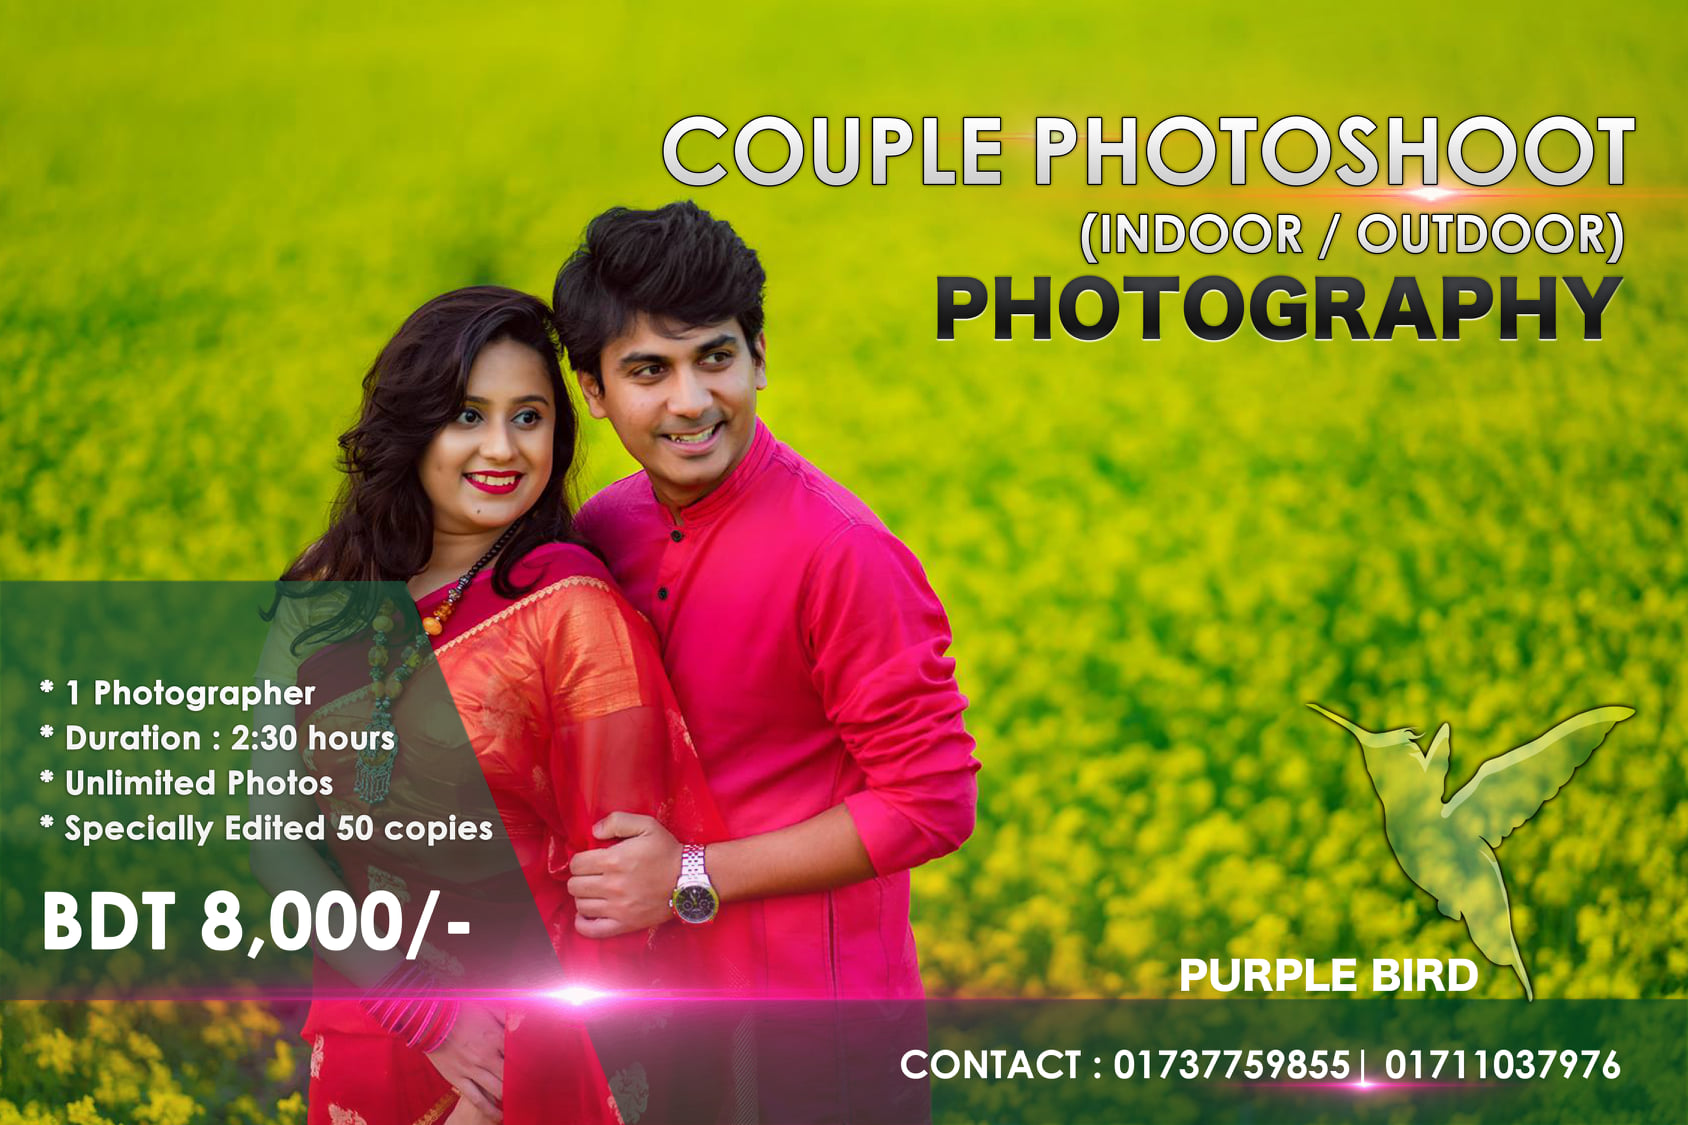 COUPLE PHOTOSHOOT
(INDOOR / OUTDOOR)
PHOTOGRAPHY
* 1 Photographer
* Duration : 2:30 hours
* Unlimited Photos
* Specially Edited 50 copies
BDT 8,000/-
PURPLE BIRD
CONTACT : 01737759855| 01711037976